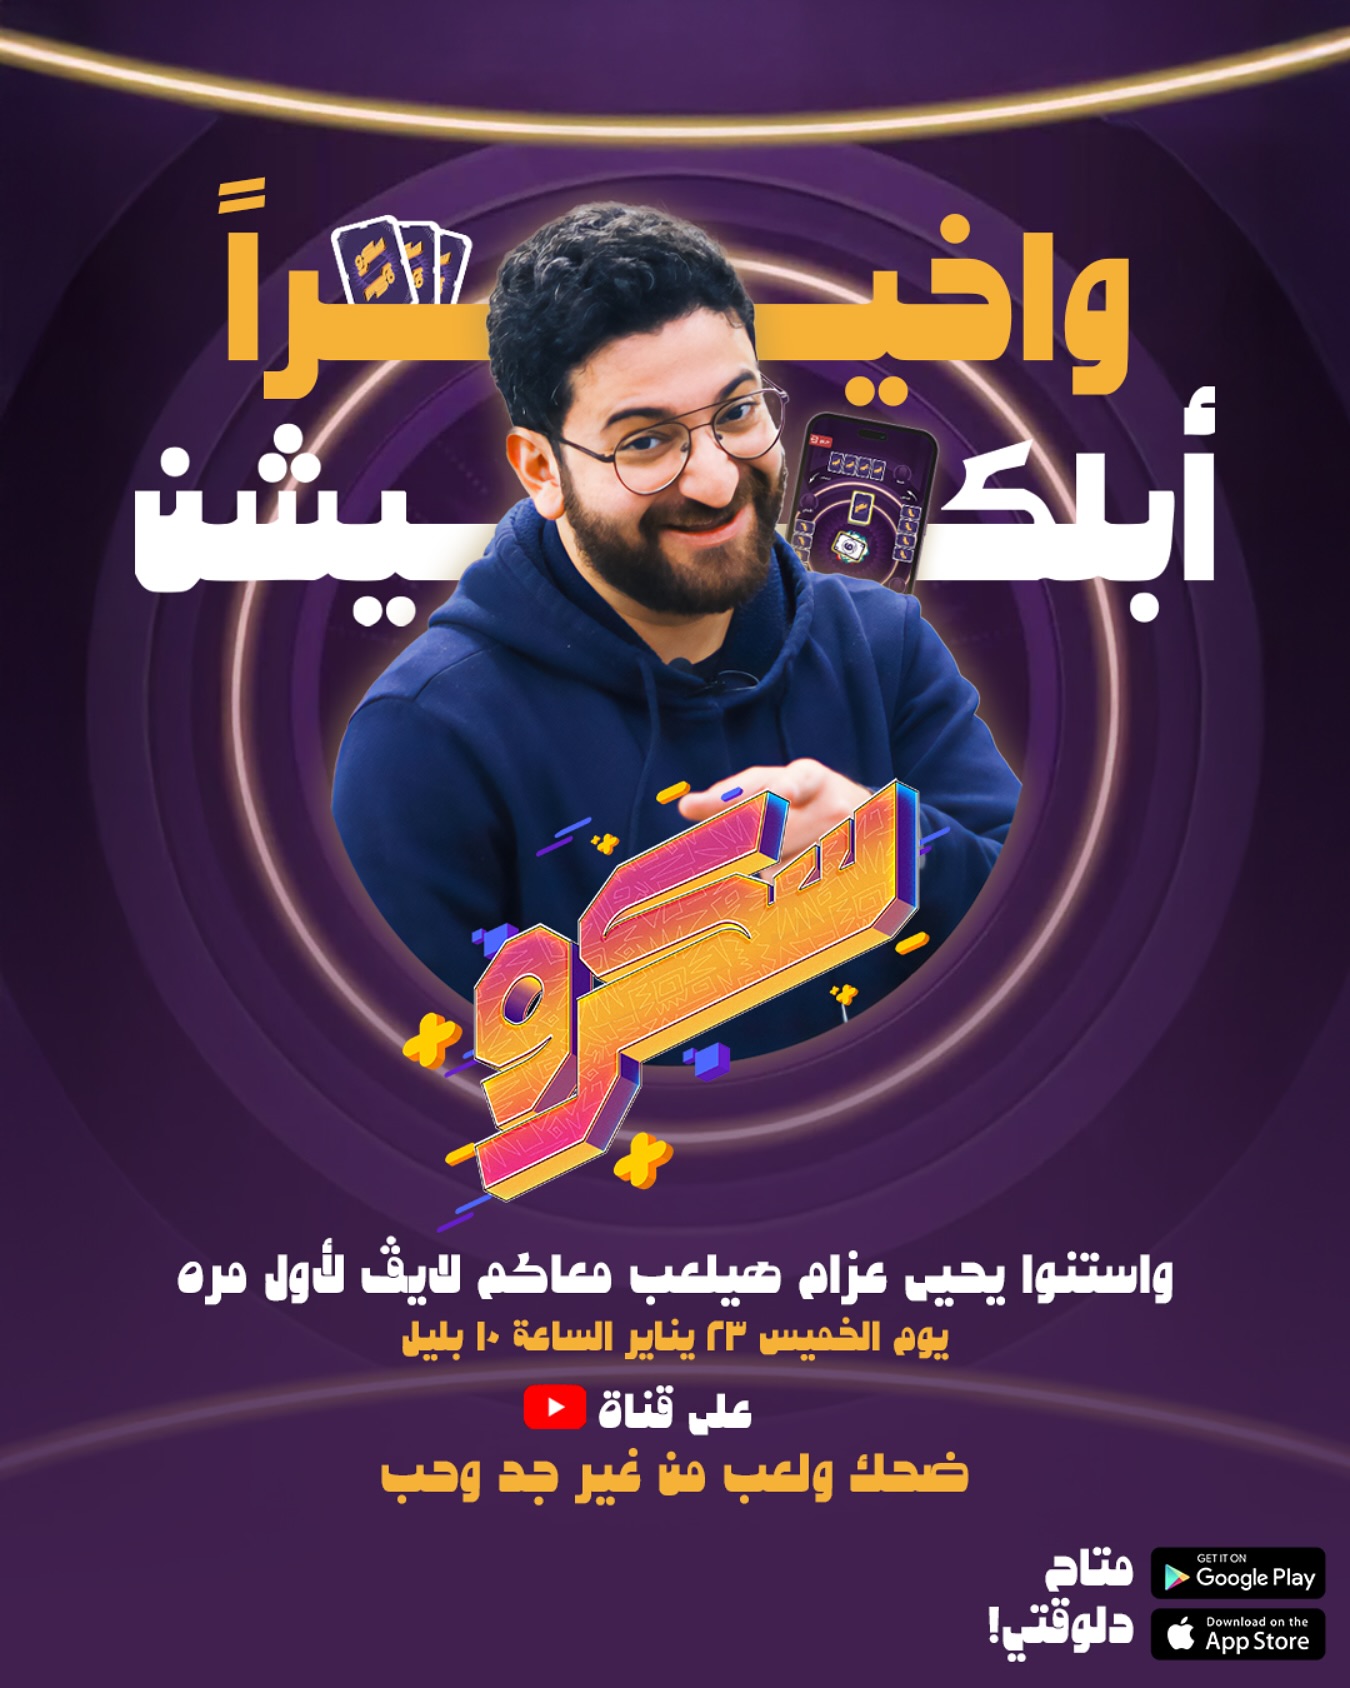 واخيراً
أبلكيشن
سكرو
واستنوا يحيى عزام هيلعب معاكم لايڤ لأول مره
يوم الخميس ٢٣ يناير الساعة ١٠ بليل
على قناة
ضحك ولعب من غير جد وحب
متاح
دلوقتي!
GET IT ON
Google Play
Download on the
App Store